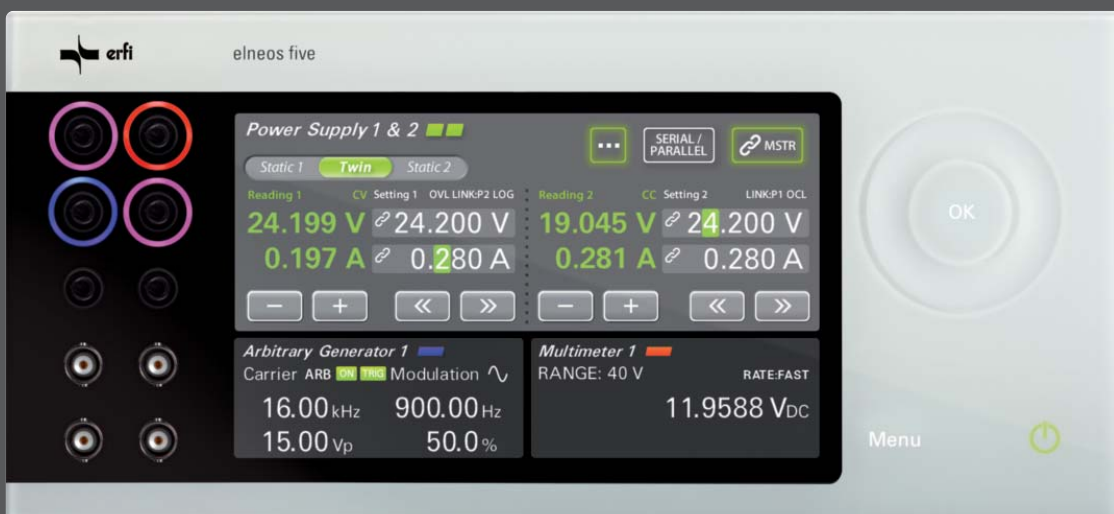 erfi
elneos five
Power Supply 1 & 2
... SERIAL / PARALLEL MSTR
Static 1 Twin Static 2
Reading 1 CV Setting 1 OVL LINK:P2 LOG
24.199 V 24.200 V
0.197 A 0.280 A
− + « »
Reading 2 CC Setting 2 LINK:P1 OCL
19.045 V 24.200 V
0.281 A 0.280 A
− + « »
Arbitrary Generator 1
Carrier ARB ON TRIG Modulation
16.00 kHz 900.00 Hz
15.00 Vp 50.0 %
Multimeter 1
RANGE: 40 V RATE:FAST
11.9588 VDC
OK
Menu